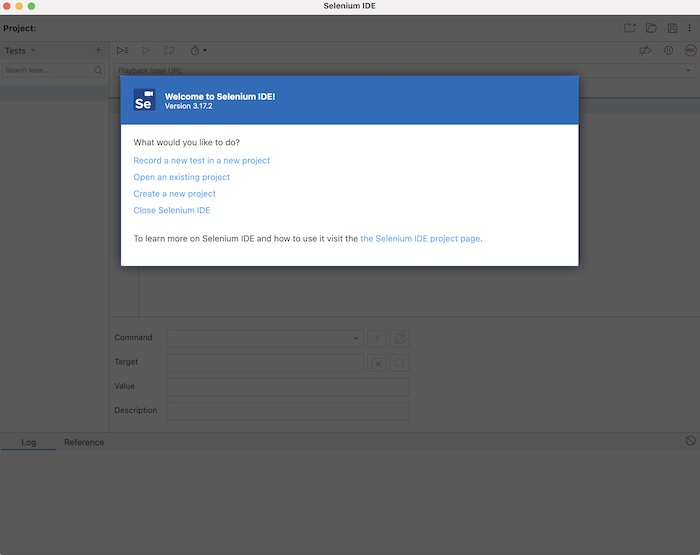 Selenium IDE
Project:
Tests
Search tests...
Playback base URL
Se
Welcome to Selenium IDE!
Version 3.17.2
What would you like to do?
Record a new test in a new project
Open an existing project
Create a new project
Close Selenium IDE
To learn more on Selenium IDE and how to use it visit the the Selenium IDE project page.
Command
Target
Value
Description
Log Reference